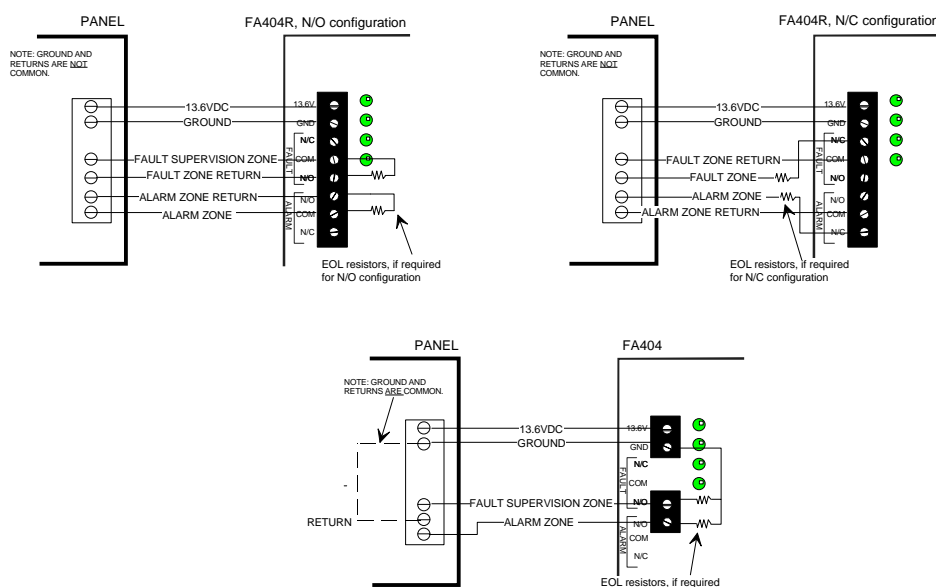 PANEL
FA404R, N/O configuration
NOTE: GROUND AND
RETURNS ARE NOT
COMMON.
13.6VDC
13.6V
GROUND
GND
N/C
FAULT SUPERVISION ZONE
COM
FAULT
FAULT ZONE RETURN
N/O
ALARM ZONE RETURN
N/O
ALARM ZONE
COM
ALARM
N/C
EOL resistors, if required
for N/O configuration
PANEL
FA404R, N/C configuration
NOTE: GROUND AND
RETURNS ARE NOT
COMMON.
13.6VDC
13.6V
GROUND
GND
N/C
FAULT ZONE RETURN
COM
FAULT
FAULT ZONE
N/O
ALARM ZONE
N/O
ALARM ZONE RETURN
COM
ALARM
N/C
EOL resistors, if required
for N/C configuration
PANEL
FA404
NOTE: GROUND AND
RETURNS ARE COMMON.
13.6VDC
13.6V
GROUND
GND
N/C
COM
FAULT
FAULT SUPERVISION ZONE
N/O
RETURN
ALARM ZONE
N/O
COM
ALARM
N/C
EOL resistors, if required